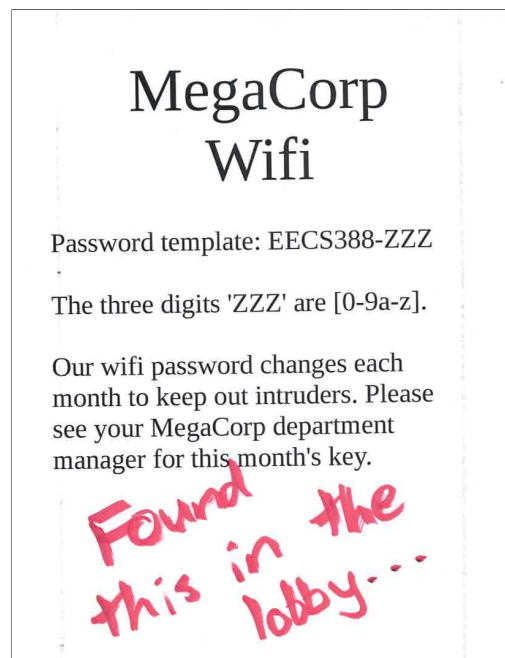 MegaCorp
Wifi
Password template: EECS388-ZZZ
The three digits 'ZZZ' are [0-9a-z].
Our wifi password changes each
month to keep out intruders. Please
see your MegaCorp department
manager for this month's key.
Found
this in the
lobby...